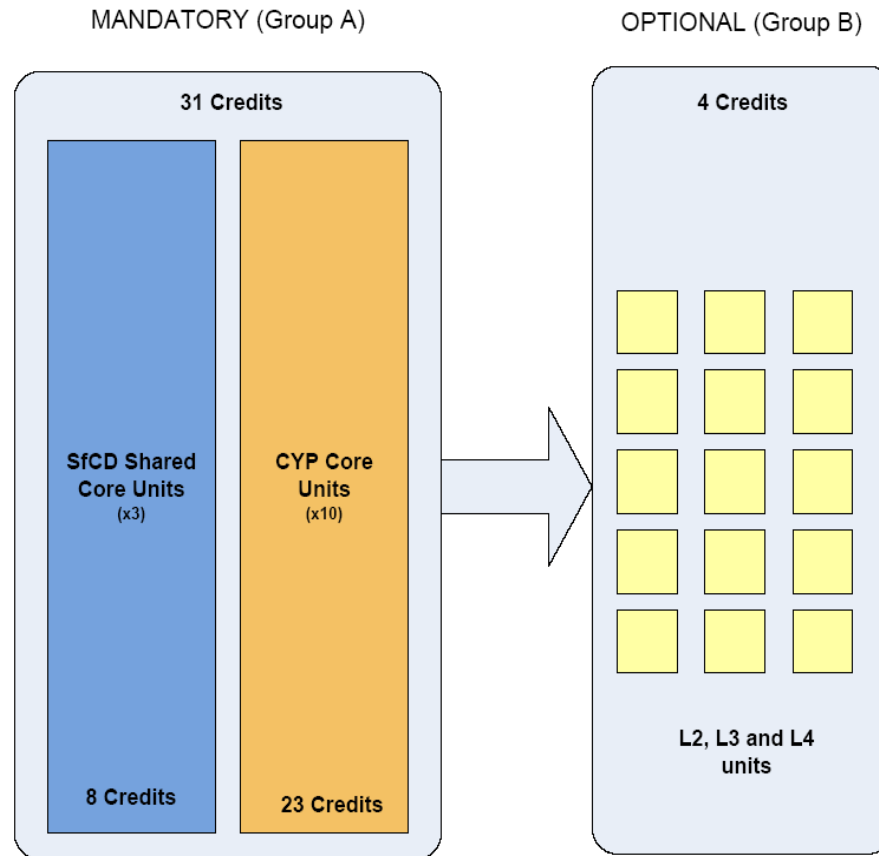 MANDATORY (Group A)
31 Credits
SfCD Shared
Core Units
(x3)
8 Credits
CYP Core
Units
(x10)
23 Credits
OPTIONAL (Group B)
4 Credits
L2, L3 and L4
units